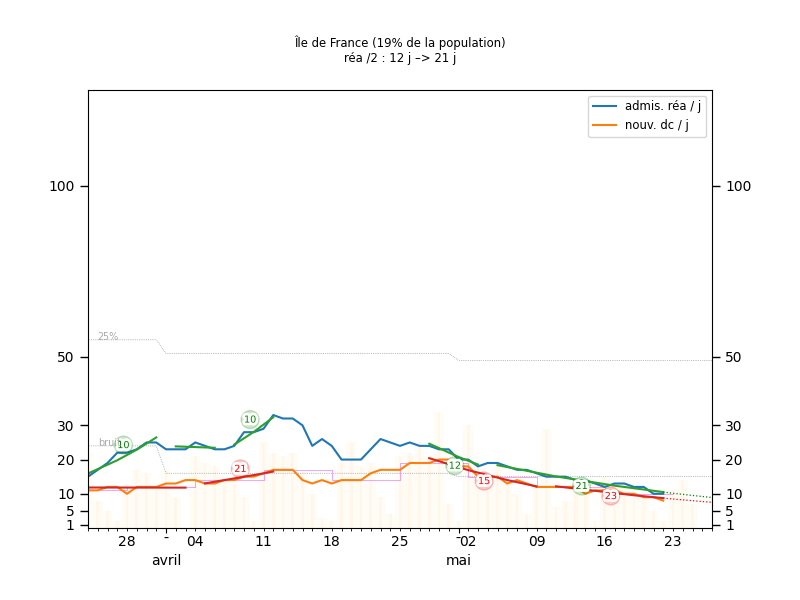 Île de France (19% de la population)
réa /2 : 12 j –> 21 j
admis. réa / j
nouv. dc / j
100 100
25%
50 50
10
30 30
bruit 10
21
20 20
12
15
21
23
10 10
5 5
1 1
28 04 11 18 25 02 09 16 23
avril mai